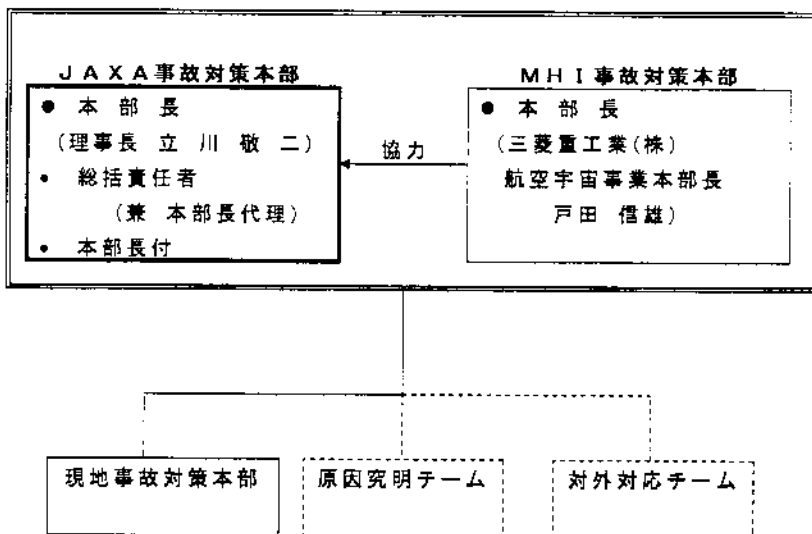 JAXA事故対策本部
● 本部長
(理事長 立川 敬二)
・ 総括責任者
(兼 本部長代理)
・ 本部長付
協力
MHI事故対策本部
● 本部長
(三菱重工業(株)
航空宇宙事業本部長
戸田 信雄)
現地事故対策本部
原因究明チーム
対外対応チーム